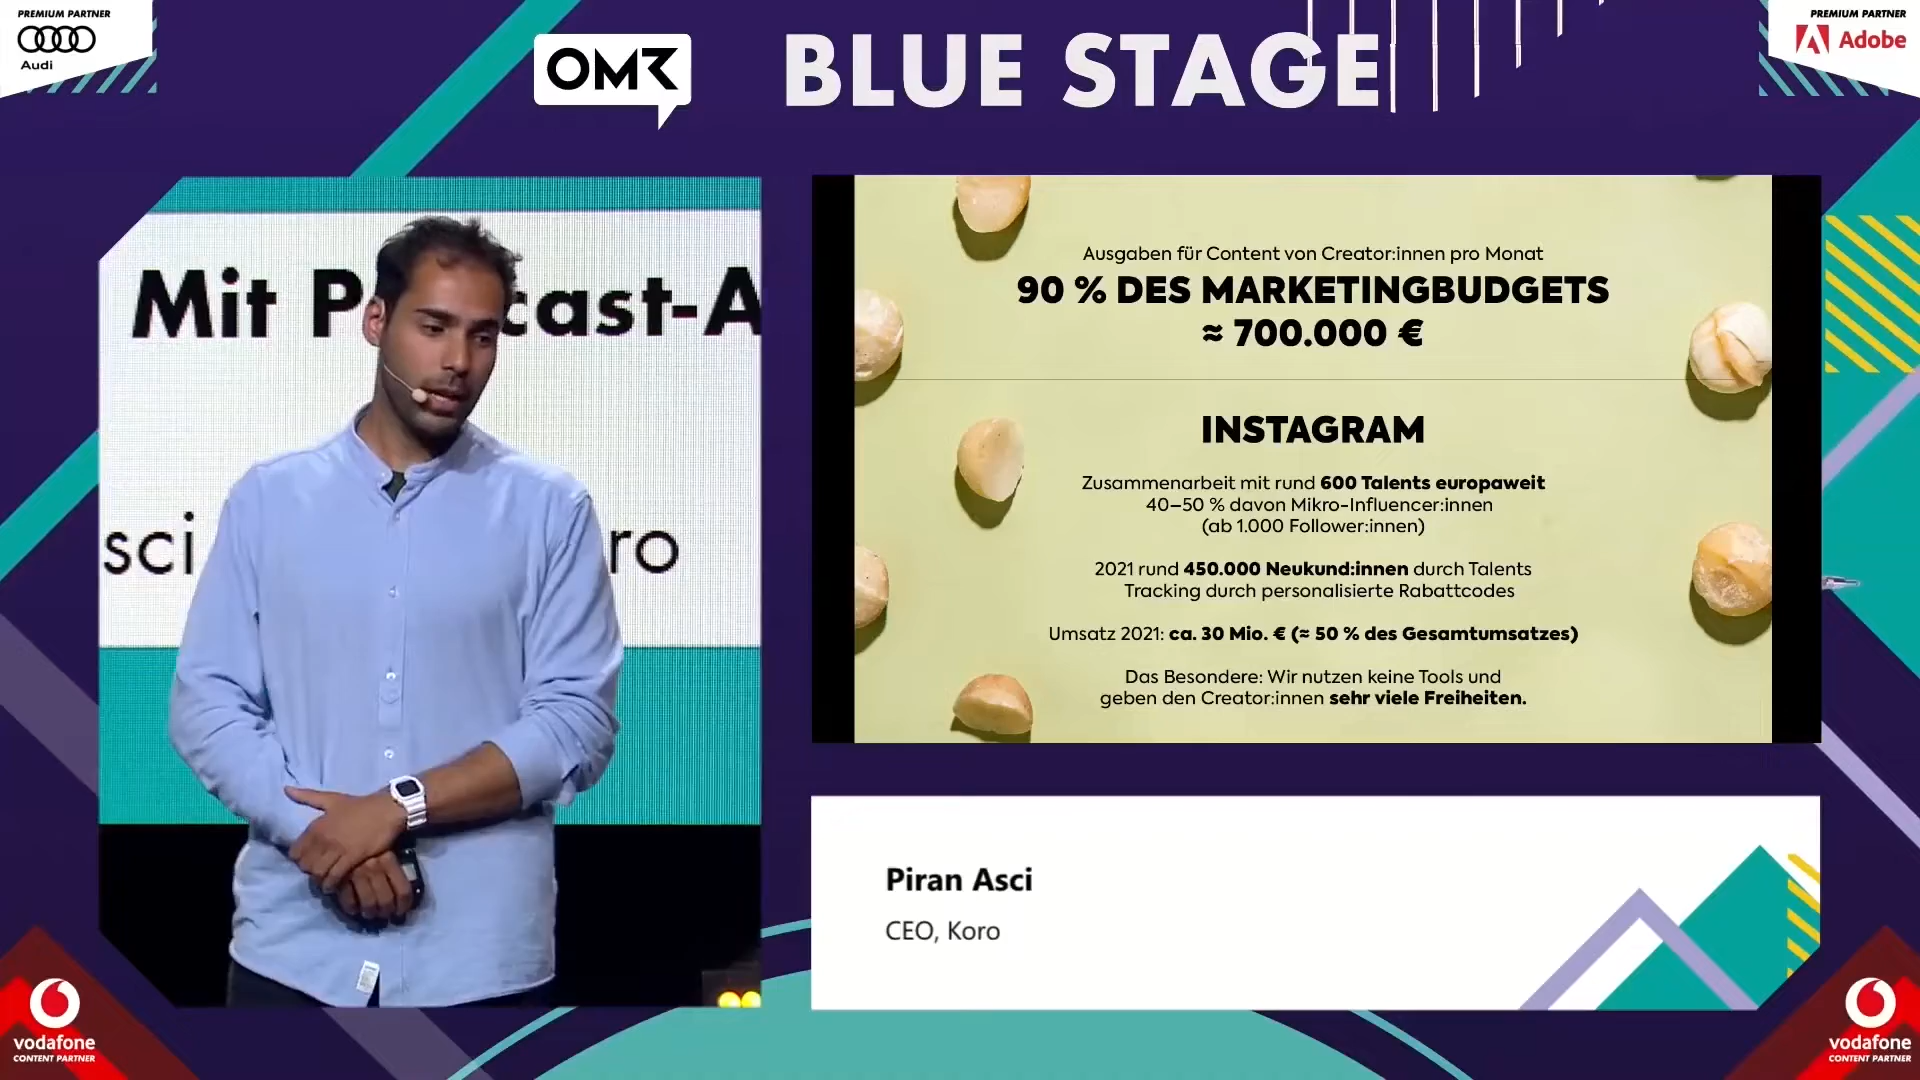 PREMIUM PARTNER
Audi
OMR
BLUE STAGE
PREMIUM PARTNER
Adobe
Mit P cast-A
sci ro
Ausgaben für Content von Creator:innen pro Monat
90 % DES MARKETINGBUDGETS
≈ 700.000 €
INSTAGRAM
Zusammenarbeit mit rund 600 Talents europaweit
40–50 % davon Mikro-Influencer:innen
(ab 1.000 Follower:innen)
2021 rund 450.000 Neukund:innen durch Talents
Tracking durch personalisierte Rabattcodes
Umsatz 2021: ca. 30 Mio. € (≈ 50 % des Gesamtumsatzes)
Das Besondere: Wir nutzen keine Tools und
geben den Creator:innen sehr viele Freiheiten.
Piran Asci
CEO, Koro
vodafone
CONTENT PARTNER
vodafone
CONTENT PARTNER